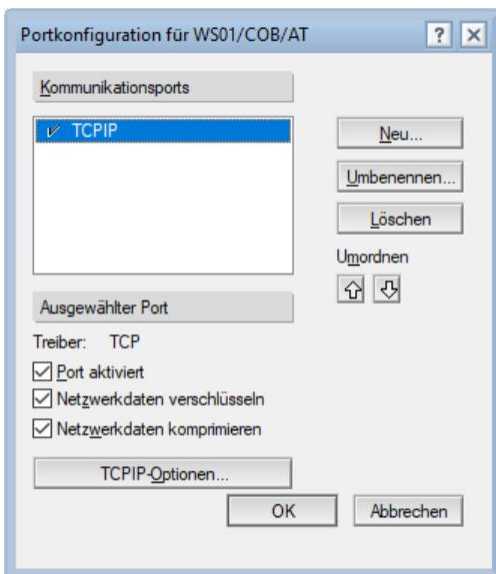 Portkonfiguration für WS01/COB/AT ? ×
Kommunikationsports
TCPIP
Neu...
Umbenennen...
Löschen
Umordnen
Ausgewählter Port
Treiber: TCP
Port aktiviert
Netzwerkdaten verschlüsseln
Netzwerkdaten komprimieren
TCPIP-Optionen...
OK Abbrechen